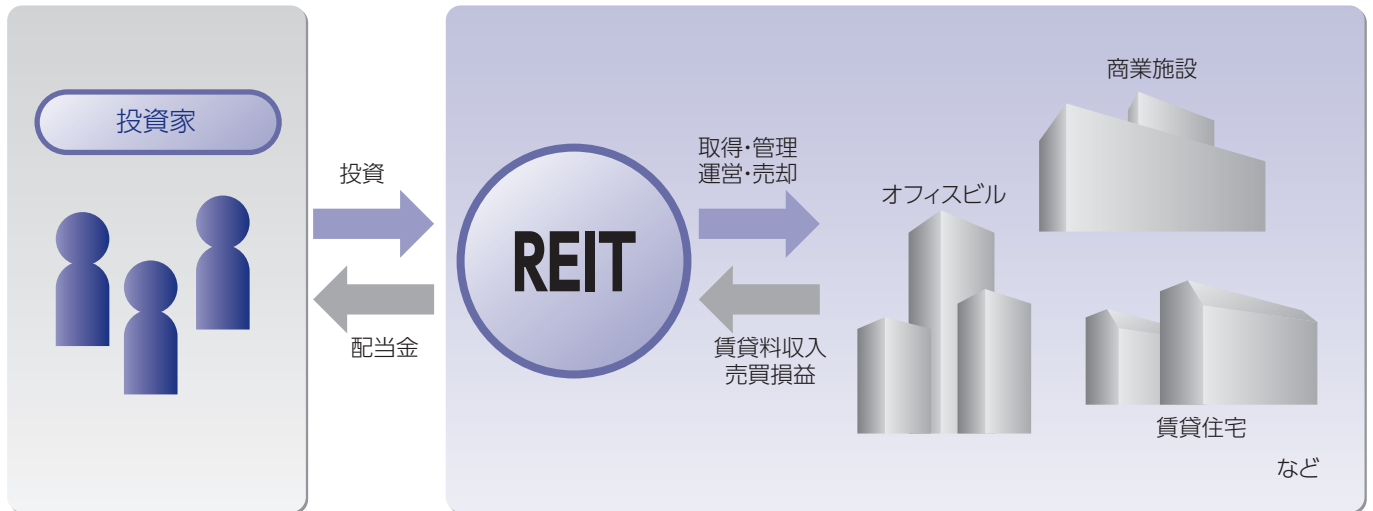 投資家
投資
配当金
REIT
取得・管理
運営・売却
賃貸料収入
売買損益
商業施設
オフィスビル
賃貸住宅
など